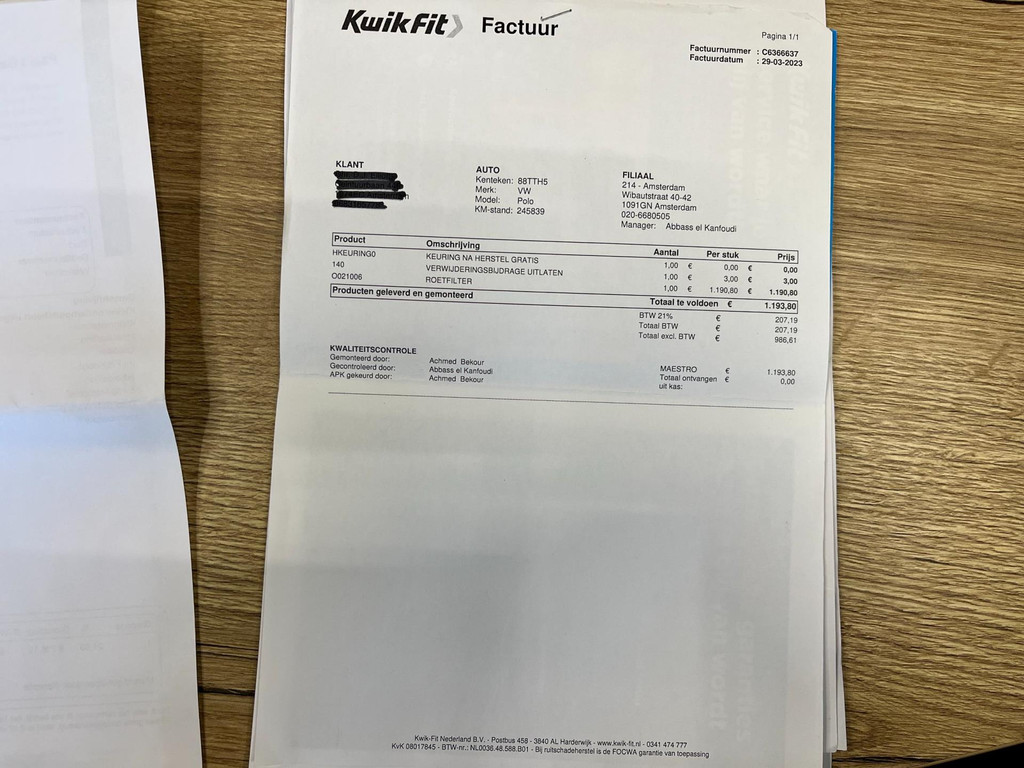 KwikFit Factuur
Pagina 1/1
Factuurnummer : C6366637
Factuurdatum : 29-03-2023
KLANT
AUTO
Kenteken: 88TTH5
Merk: VW
Model: Polo
KM-stand: 245839
FILIAAL
214 - Amsterdam
Wibautstraat 40-42
1091GN Amsterdam
020-6680505
Manager: Abbass el Kanfoudi
Product Omschrijving Aantal Per stuk Prijs
HKEURING0 KEURING NA HERSTEL GRATIS 1,00 € 0,00 € 0,00
140 VERWIJDERINGSBIJDRAGE UITLATEN 1,00 € 3,00 € 3,00
O021006 ROETFILTER 1,00 € 1.190,80 € 1.190,80
Producten geleverd en gemonteerd Totaal te voldoen € 1.193,80
BTW 21% € 207,19
Totaal BTW € 207,19
Totaal excl. BTW € 986,61
KWALITEITSCONTROLE
Gemonteerd door: Achmed Bekour
Gecontroleerd door: Abbass el Kanfoudi
APK gekeurd door: Achmed Bekour
MAESTRO € 1.193,80
Totaal ontvangen € 0,00
uit kas:
Kwik-Fit Nederland B.V. - Postbus 458 - 3840 AL Harderwijk - www.kwik-fit.nl - 0341 474 777
KvK 08017845 - BTW-nr.: NL0036.48.588.B01 - Bij ruitschadeherstel is de FOCWA garantie van toepassing